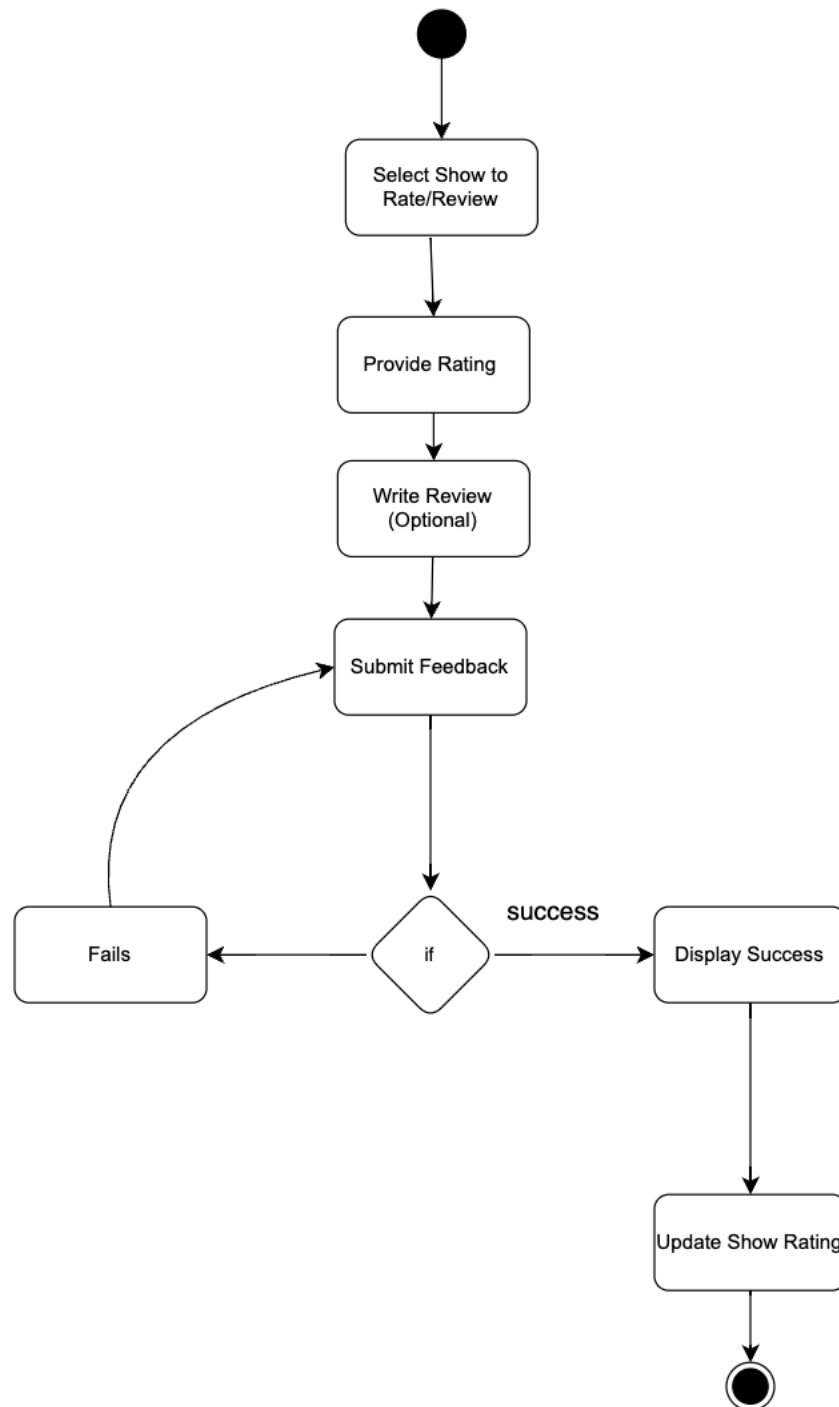 Select Show to
Rate/Review
Provide Rating
Write Review
(Optional)
Submit Feedback
success
Fails
if
Display Success
Update Show Rating